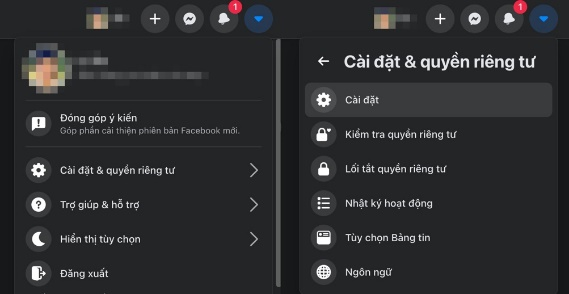 1
Đóng góp ý kiến
Góp phần cải thiện phiên bản Facebook mới.
Cài đặt & quyền riêng tư
Trợ giúp & hỗ trợ
Hiển thị tùy chọn
Đăng xuất
1
Cài đặt & quyền riêng tư
Cài đặt
Kiểm tra quyền riêng tư
Lối tắt quyền riêng tư
Nhật ký hoạt động
Tùy chọn Bảng tin
Ngôn ngữ